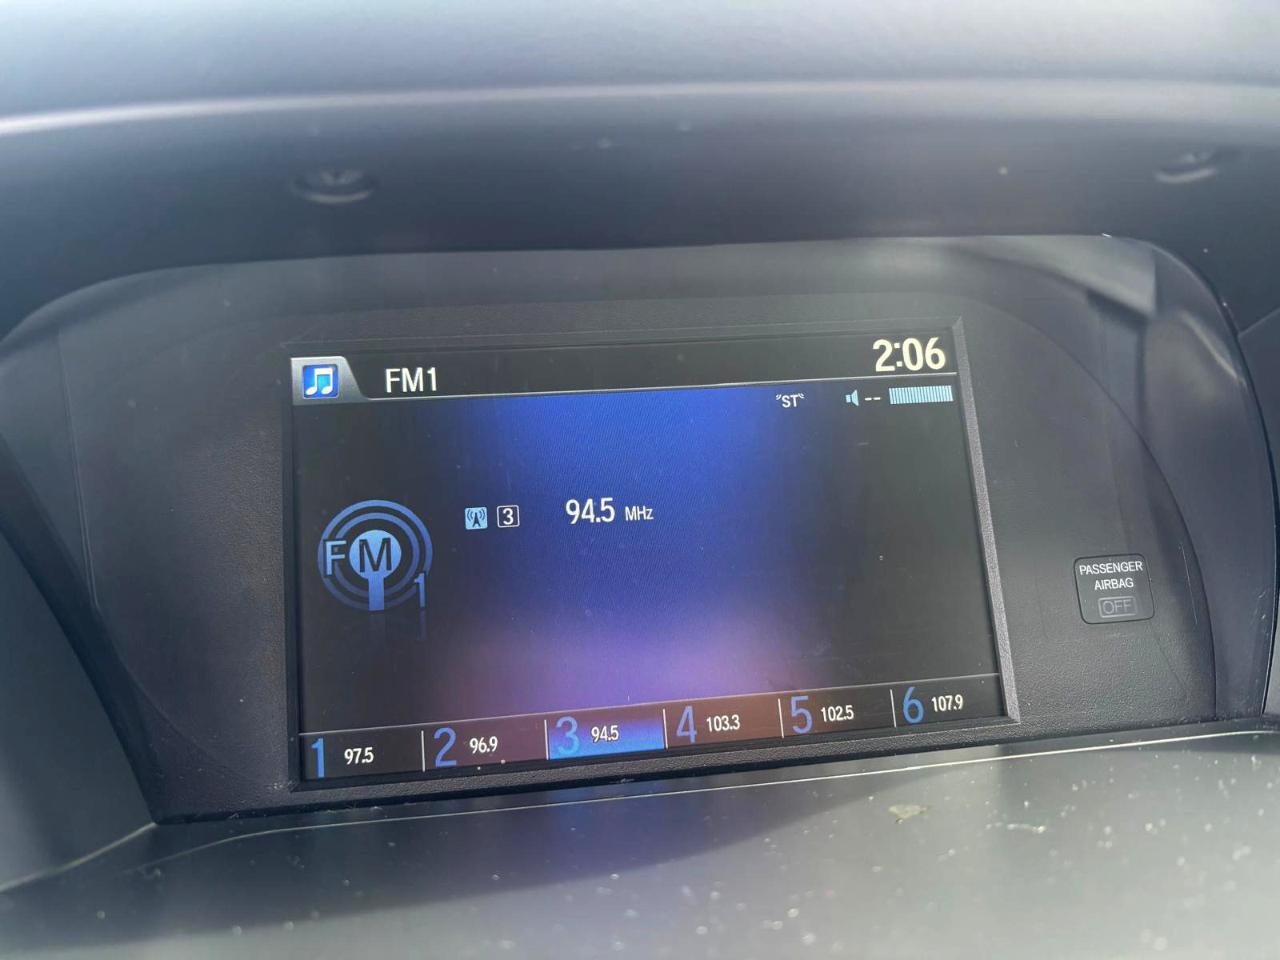 FM1
2:06
"ST"
--
3
94.5 MHz
FM
1
PASSENGER
AIRBAG
OFF
1 97.5
2 96.9
3 94.5
4 103.3
5 102.5
6 107.9